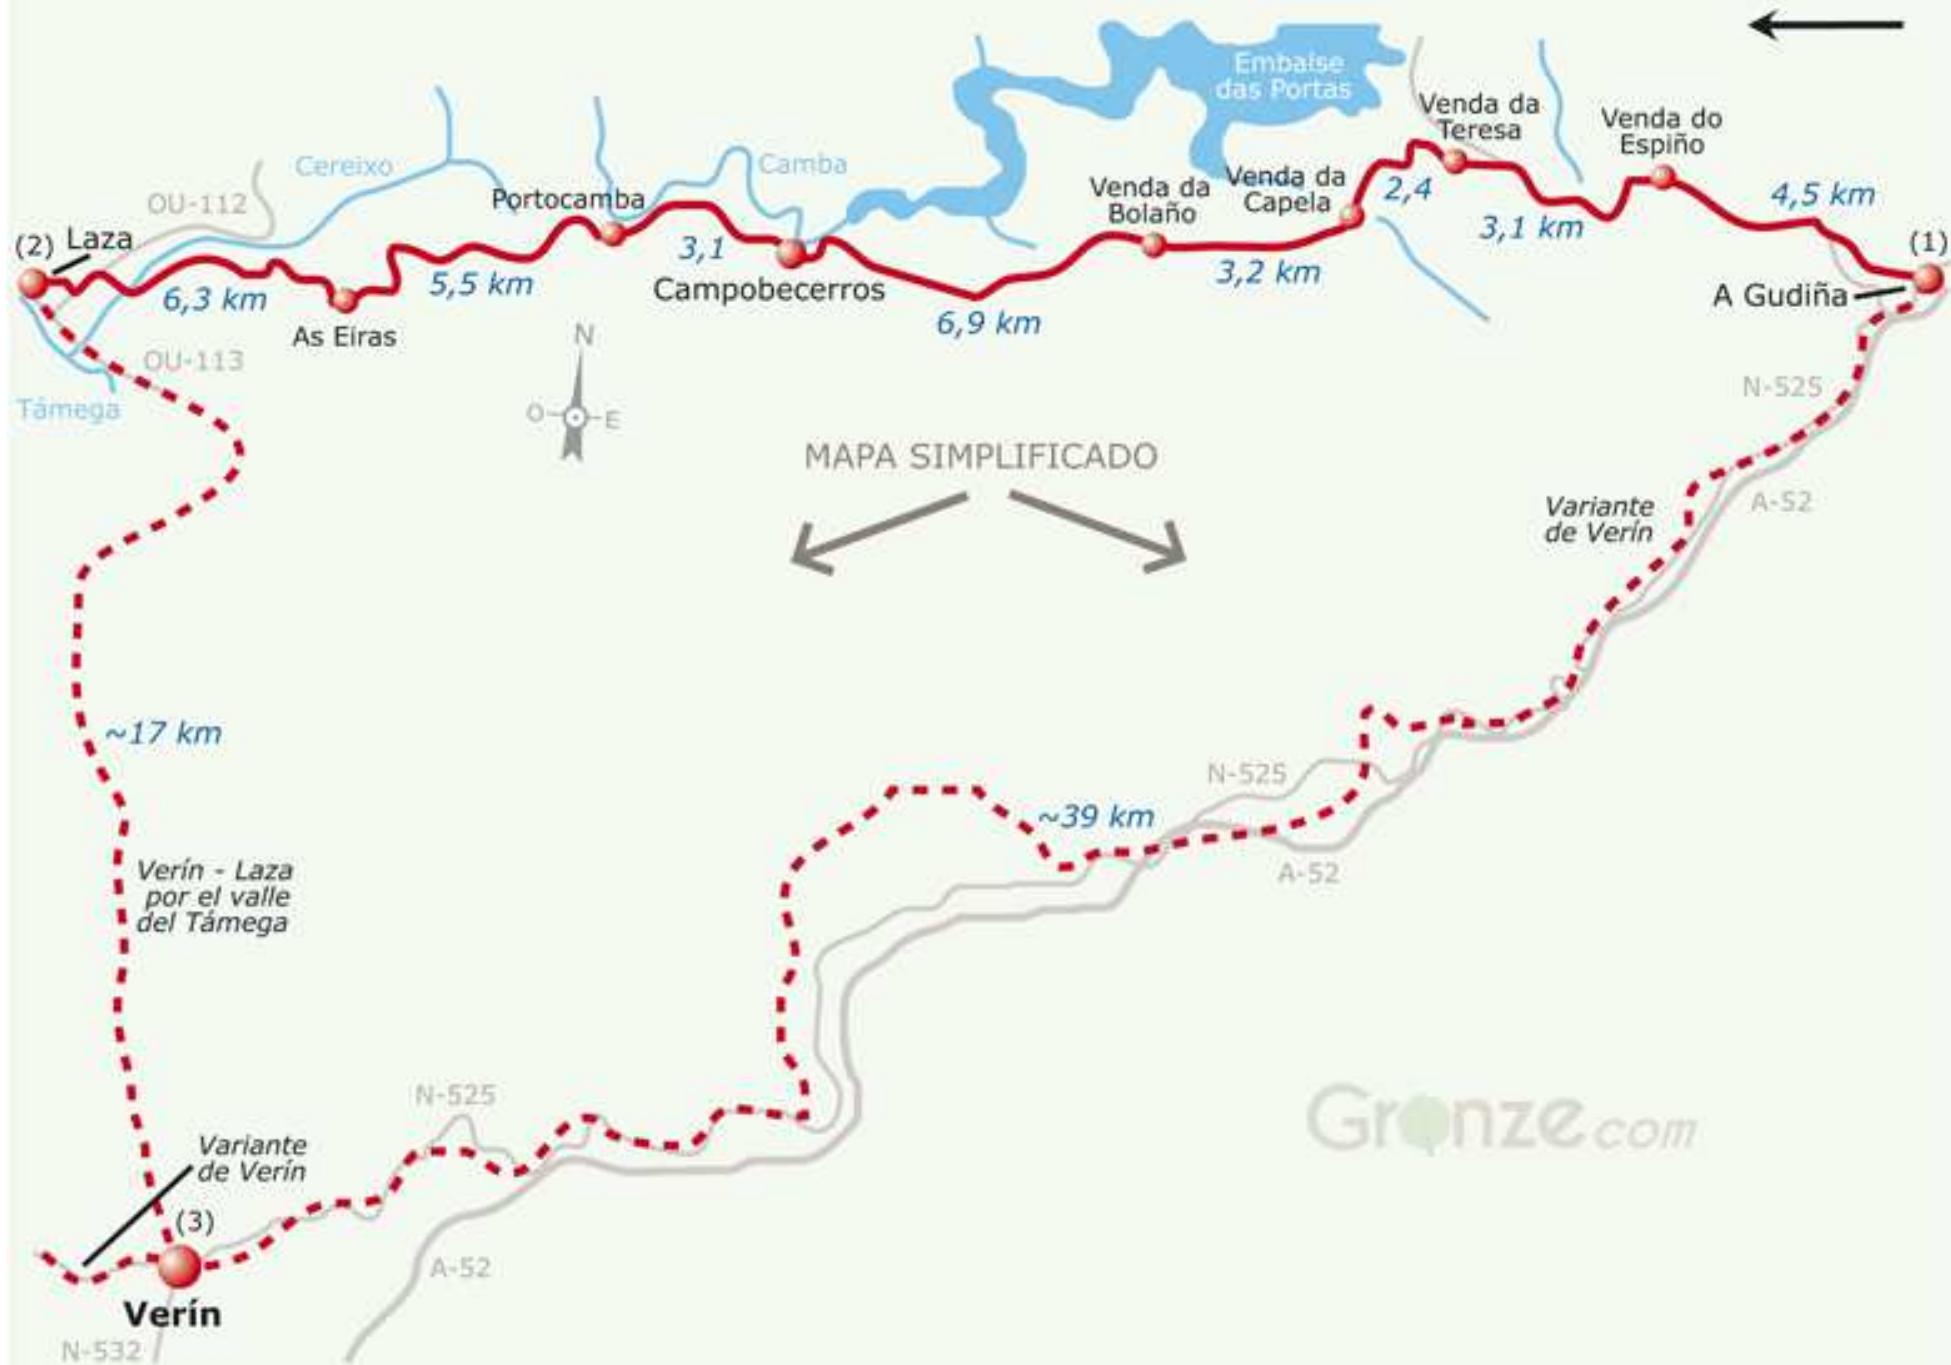 Embalse
das Portas
Venda da
Teresa
Venda do
Espiño
Cereixo
Camba
Portocamba
Venda da
Bolaño
Venda da
Capela
2,4
4,5 km
OU-112
3,1 km
(2) Laza
3,1
(1)
6,3 km
5,5 km
Campobecerros
3,2 km
A Gudiña
6,9 km
As Eiras
N
O
E
OU-113
Támega
N-525
MAPA SIMPLIFICADO
A-52
Variante
de Verín
~17 km
N-525
~39 km
A-52
Verín - Laza
por el valle
del Támega
N-525
Gronze.com
Variante
de Verín
(3)
A-52
Verín
N-532